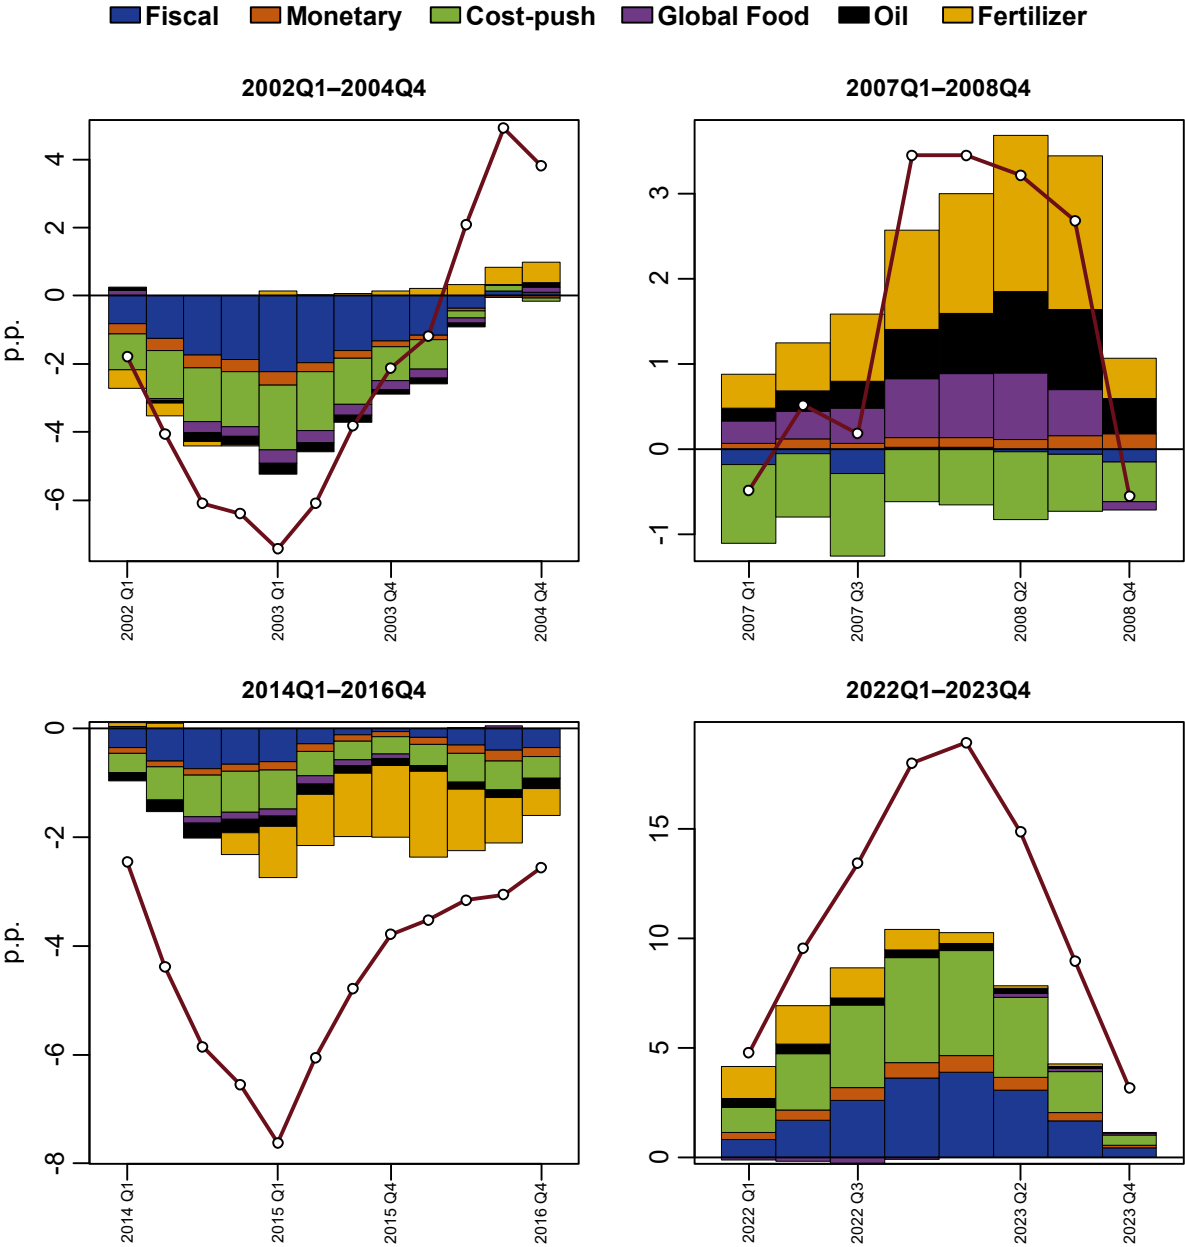 Fiscal Monetary Cost-push Global Food Oil Fertilizer
2002Q1–2004Q4
p.p.
4
2
0
-2
-4
-6
2002 Q1
2003 Q1
2003 Q4
2004 Q4
2007Q1–2008Q4
3
2
1
0
-1
2007 Q1
2007 Q3
2008 Q2
2008 Q4
2014Q1–2016Q4
p.p.
0
-2
-4
-6
-8
2014 Q1
2015 Q1
2015 Q4
2016 Q4
2022Q1–2023Q4
15
10
5
0
2022 Q1
2022 Q3
2023 Q2
2023 Q4